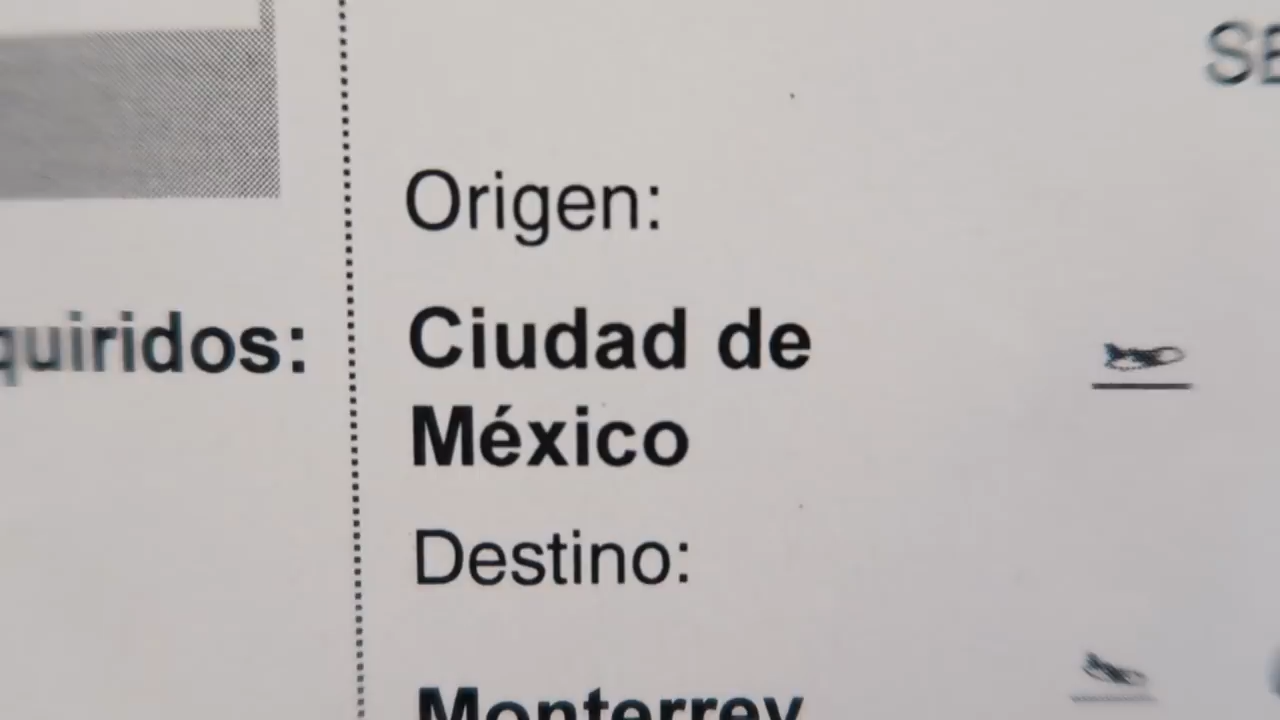 Origen:
quiridos:
Ciudad de
México
Destino:
Monterrey